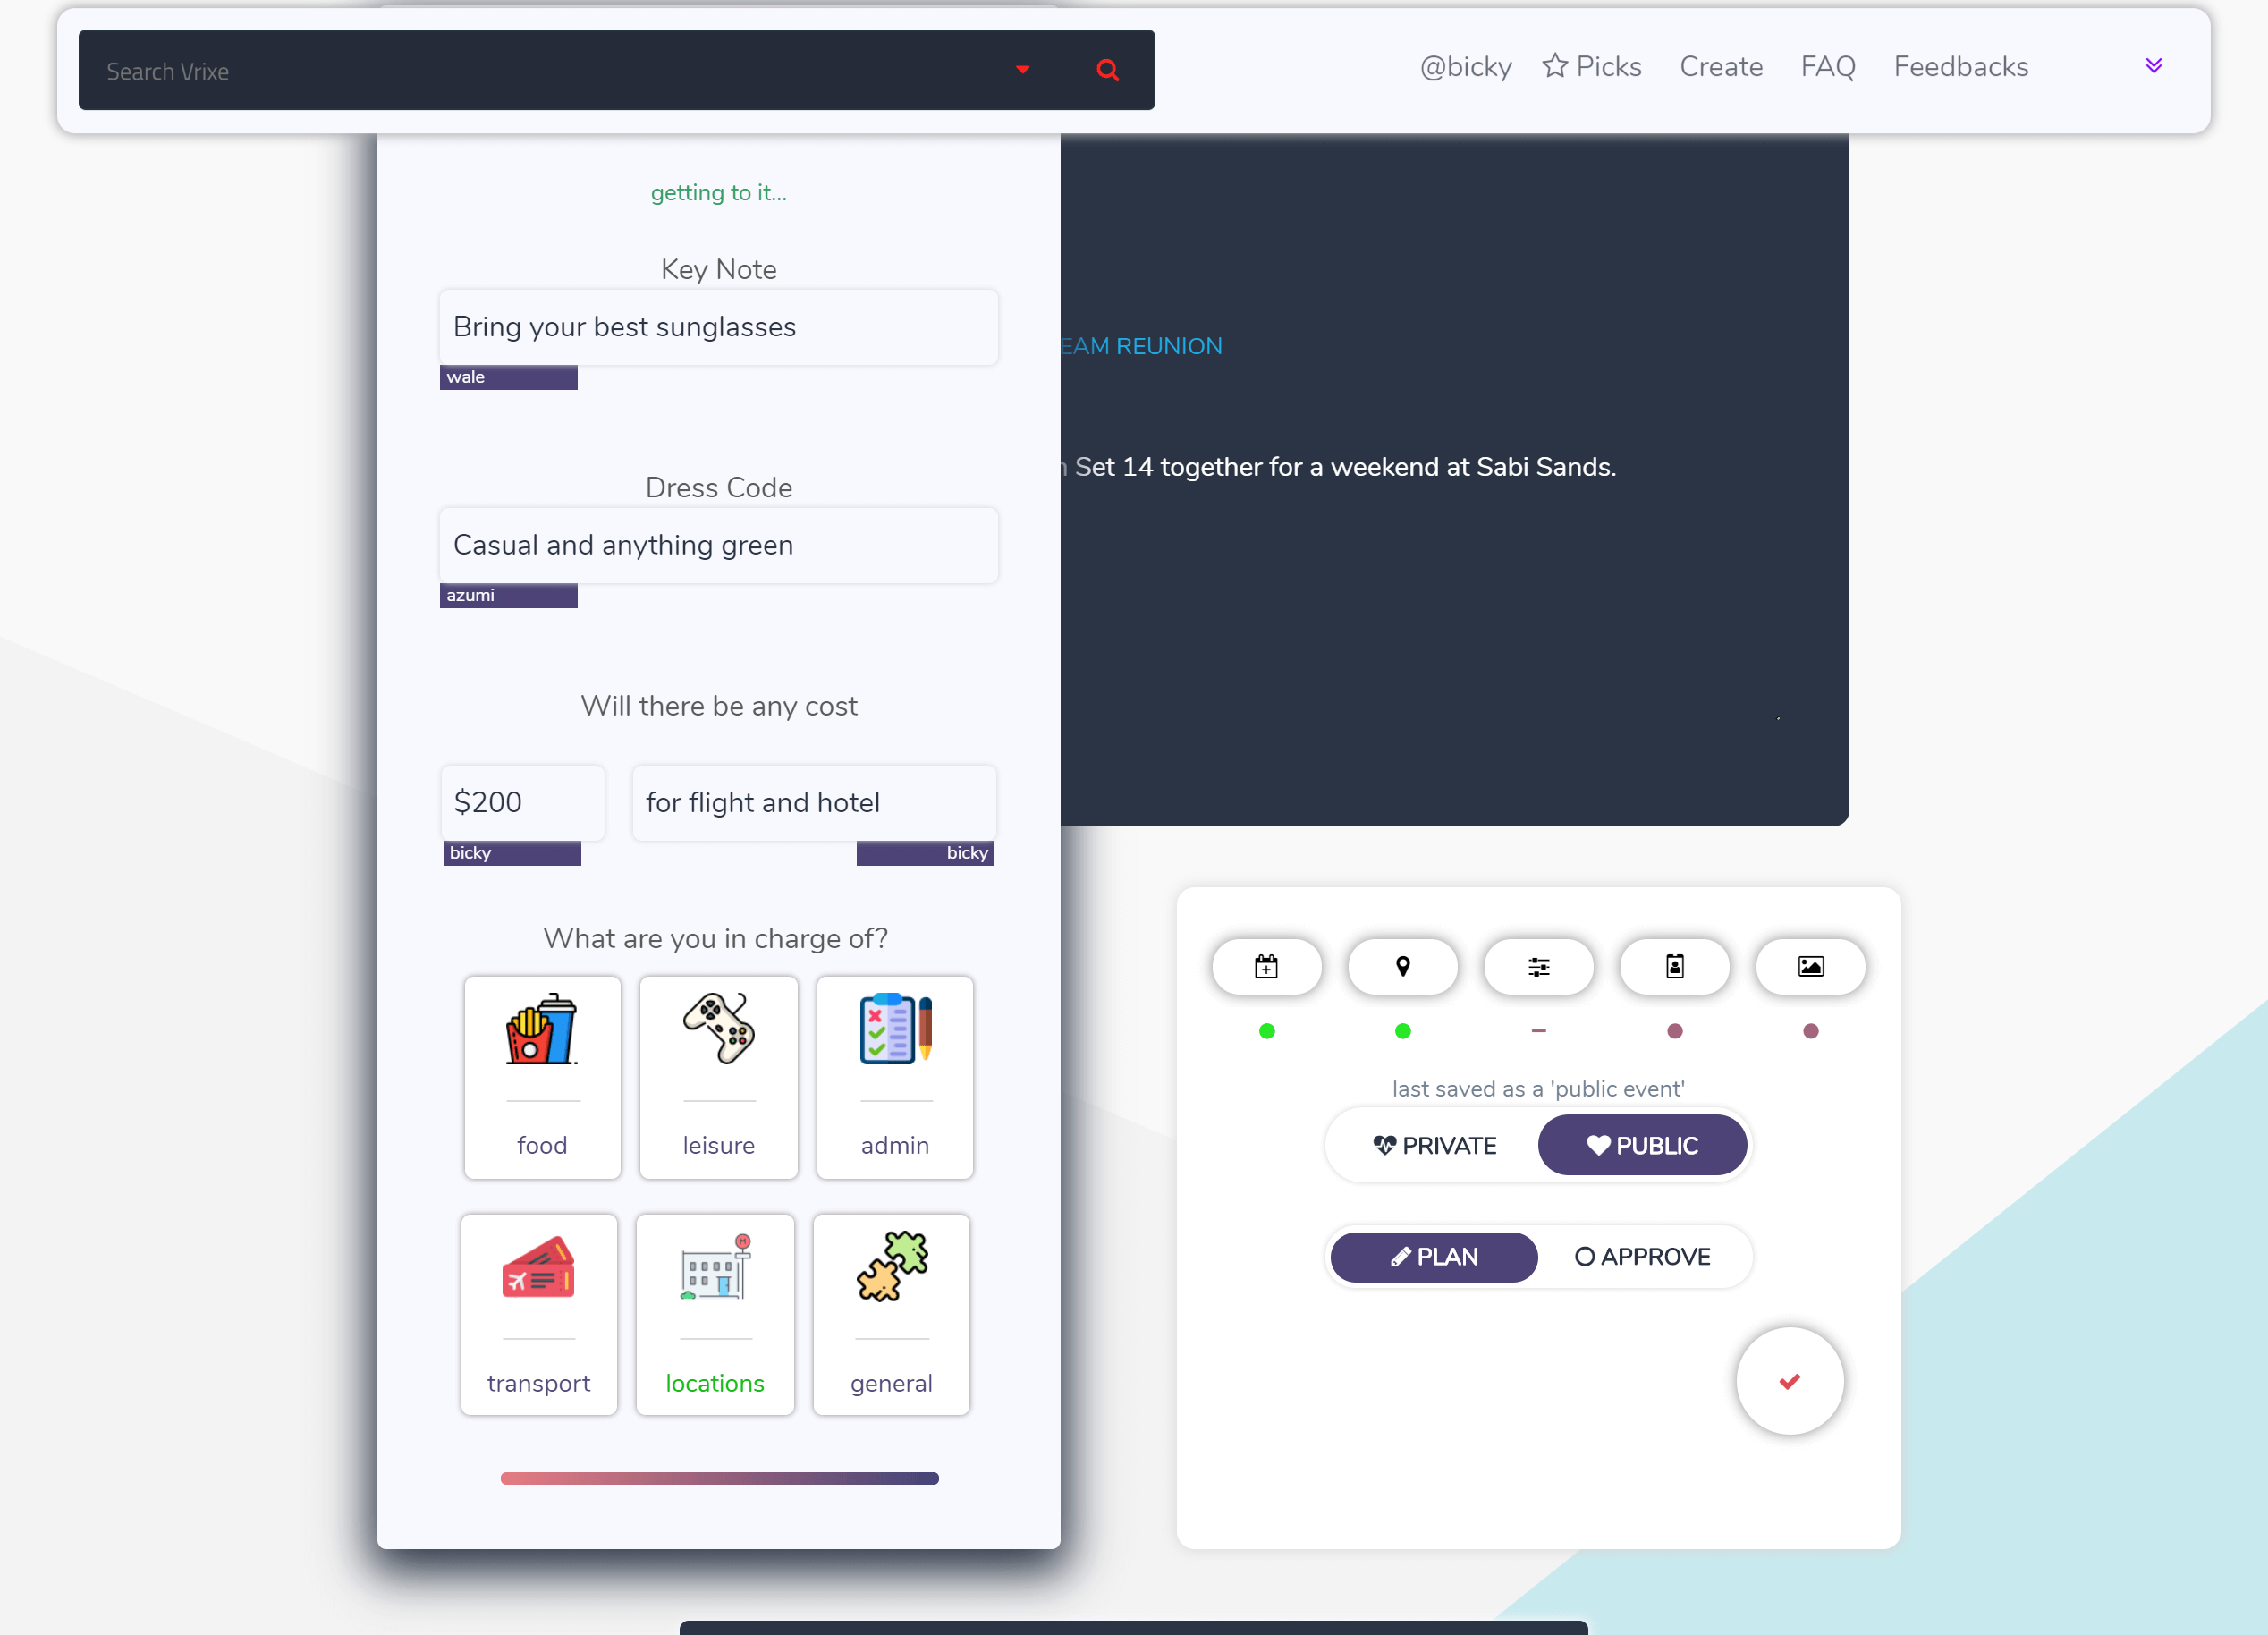 Search Vrixe
@bicky Picks Create FAQ Feedbacks
getting to it...
Key Note
Bring your best sunglasses
wale
Dress Code
Casual and anything green
azumi
Will there be any cost
$200
for flight and hotel
bicky
bicky
What are you in charge of?
food
leisure
admin
transport
locations
general
EAM REUNION
Set 14 together for a weekend at Sabi Sands.
last saved as a 'public event'
PRIVATE
PUBLIC
PLAN
APPROVE